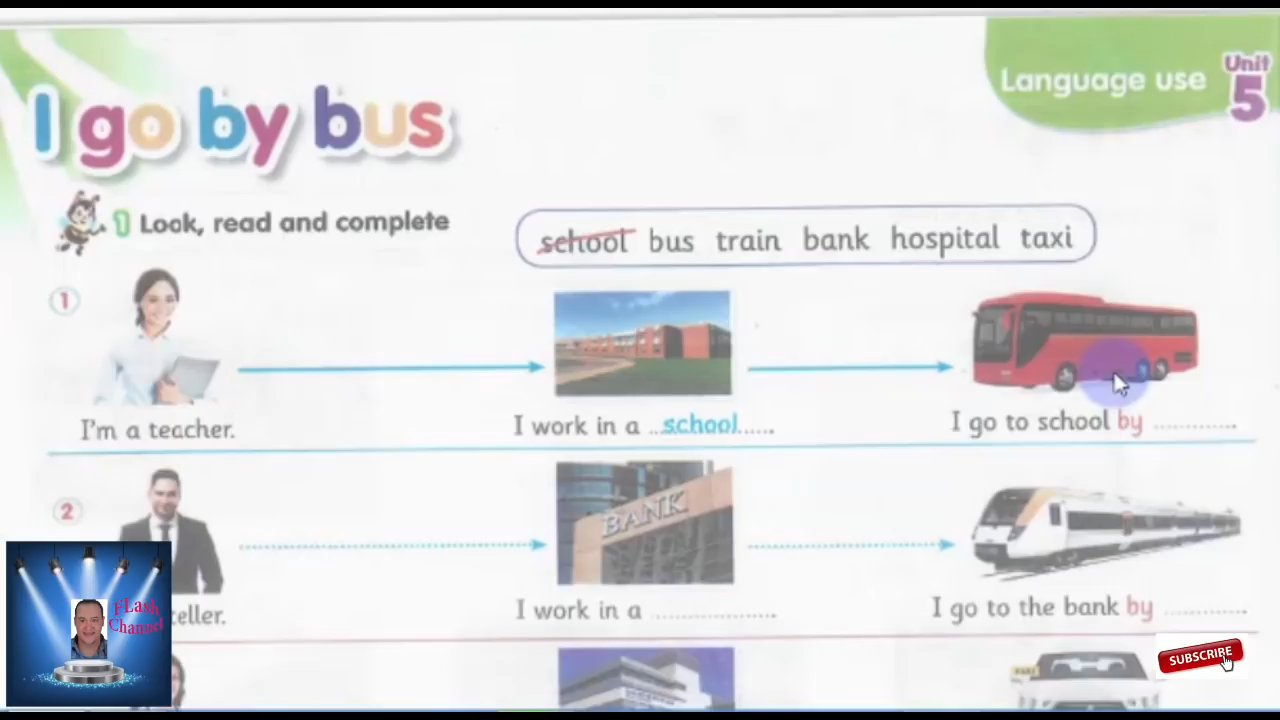 Language use
Unit
5
I go by bus
1 Look, read and complete
school bus train bank hospital taxi
1
I'm a teacher.
I work in a ...school......
I go to school by ............
2
BANK
teller.
I work in a ..................
I go to the bank by ............
FLash
Channel
SUBSCRIBE